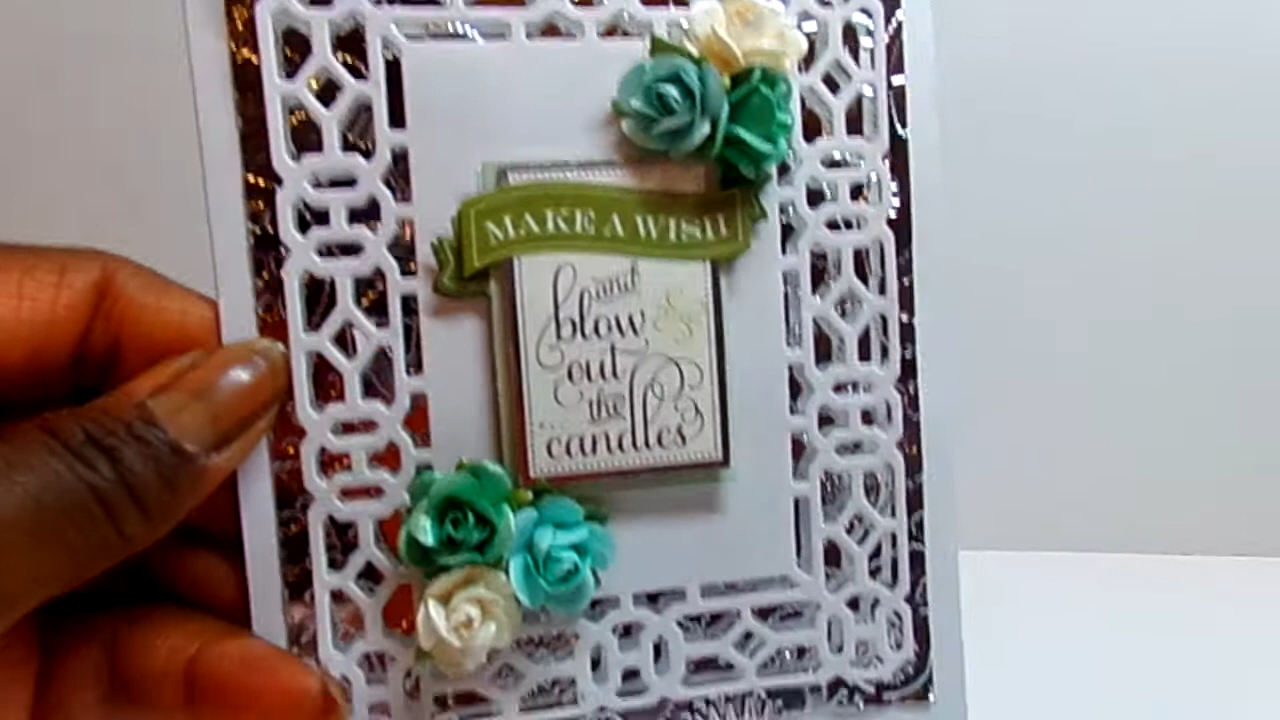 MAKE A WISH
and
blow
out
the
candles